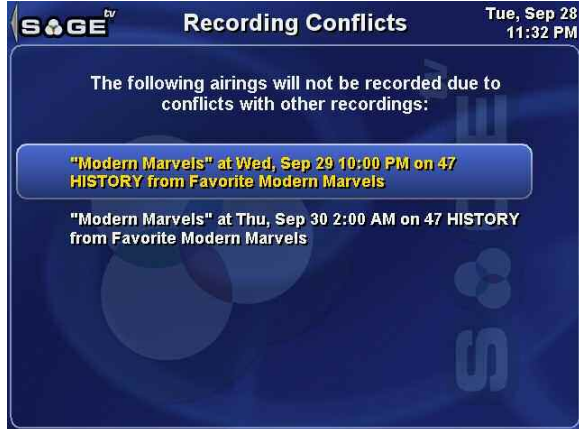 SAGE tv
Recording Conflicts
Tue, Sep 28
11:32 PM
The following airings will not be recorded due to
conflicts with other recordings:
"Modern Marvels" at Wed, Sep 29 10:00 PM on 47
HISTORY from Favorite Modern Marvels
"Modern Marvels" at Thu, Sep 30 2:00 AM on 47 HISTORY
from Favorite Modern Marvels
SAGE tv